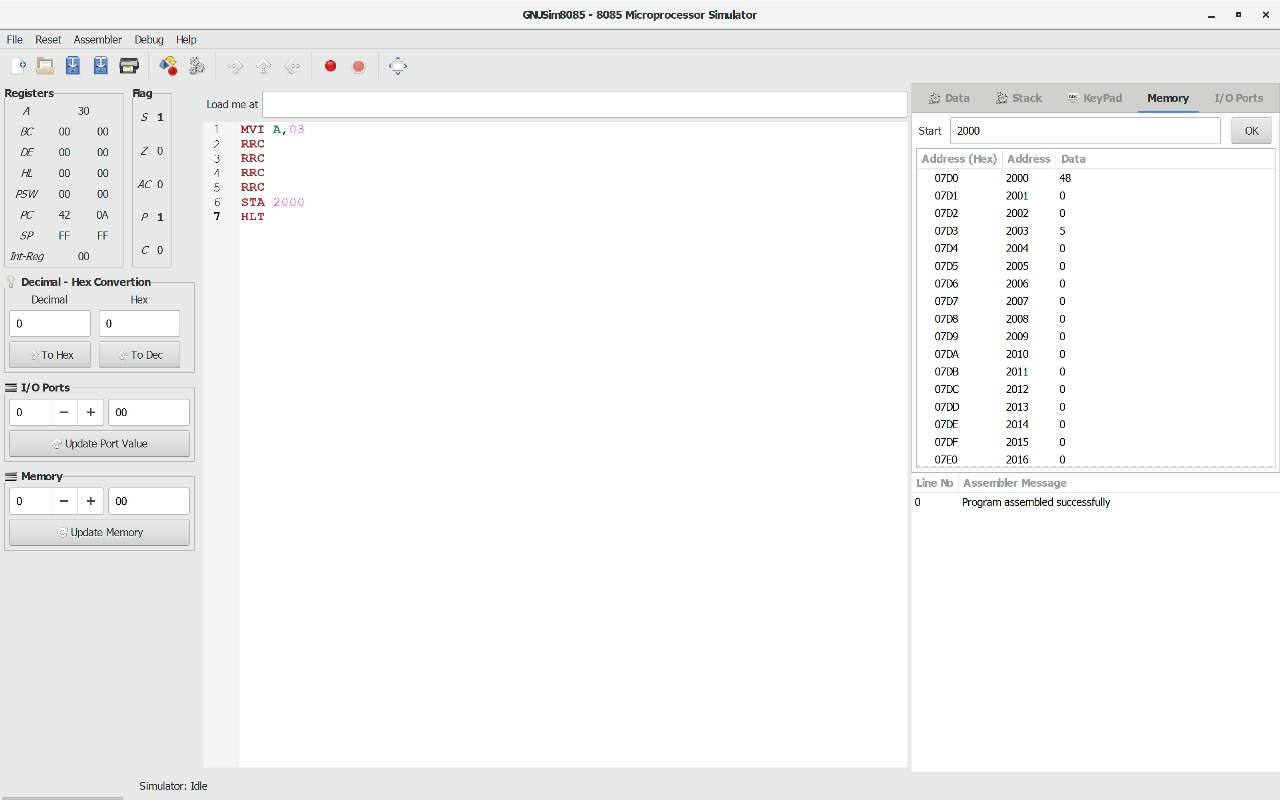 GNUSim8085 - 8085 Microprocessor Simulator
File Reset Assembler Debug Help
Registers
A 30
BC 00 00
DE 00 00
HL 00 00
PSW 00 00
PC 42 0A
SP FF FF
Int-Reg 00
Flag
S 1
Z 0
AC 0
P 1
C 0
Decimal - Hex Convertion
Decimal Hex
0 0
To Hex To Dec
I/O Ports
0 − + 00
Update Port Value
Memory
0 − + 00
Update Memory
Load me at
1 MVI A,03
2 RRC
3 RRC
4 RRC
5 RRC
6 STA 2000
7 HLT
Data Stack Abc KeyPad Memory I/O Ports
Start 2000 OK
Address (Hex) Address Data
07D0 2000 48
07D1 2001 0
07D2 2002 0
07D3 2003 5
07D4 2004 0
07D5 2005 0
07D6 2006 0
07D7 2007 0
07D8 2008 0
07D9 2009 0
07DA 2010 0
07DB 2011 0
07DC 2012 0
07DD 2013 0
07DE 2014 0
07DF 2015 0
07E0 2016 0
Line No Assembler Message
0 Program assembled successfully
Simulator: Idle